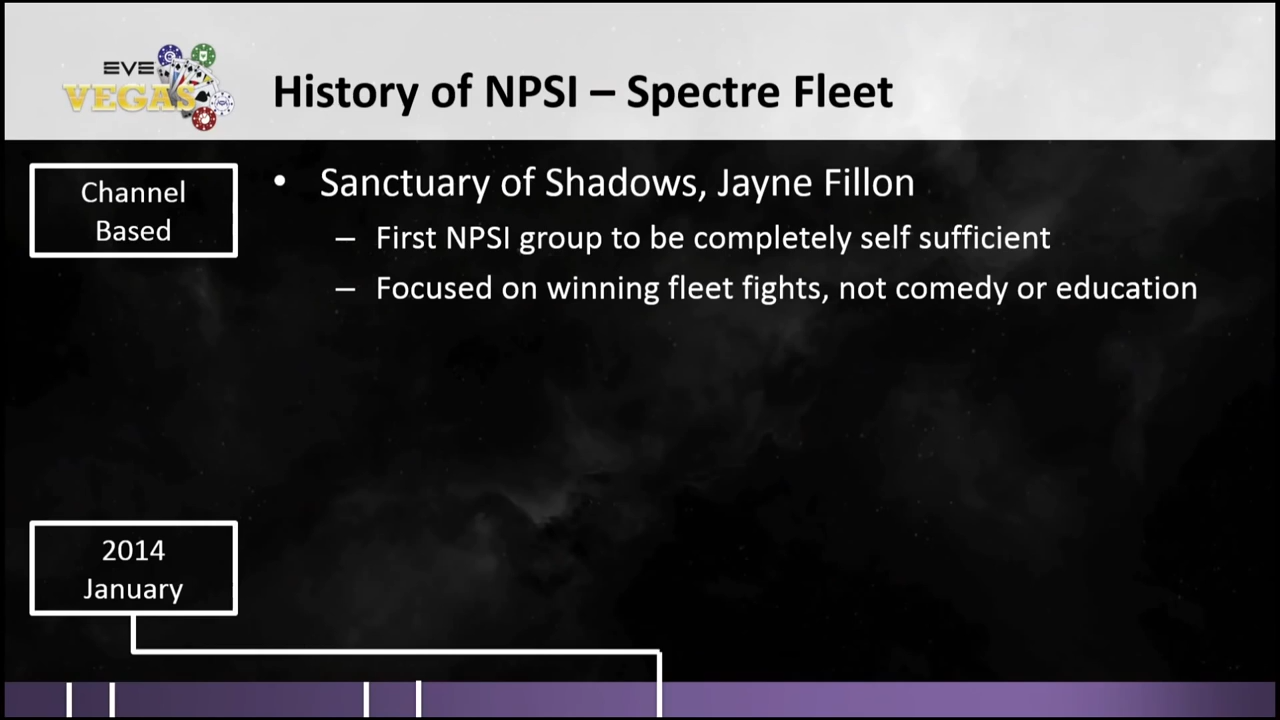 EVE
VEGAS
History of NPSI – Spectre Fleet
Channel
Based
• Sanctuary of Shadows, Jayne Fillon
– First NPSI group to be completely self sufficient
– Focused on winning fleet fights, not comedy or education
2014
January